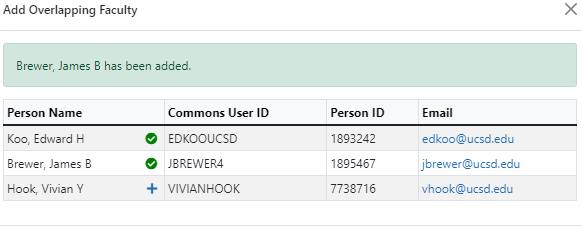 Add Overlapping Faculty
Brewer, James B has been added.
Person Name Commons User ID Person ID Email
Koo, Edward H EDKOOUCSD 1893242 edkoo@ucsd.edu
Brewer, James B JBREWER4 1895467 jbrewer@ucsd.edu
Hook, Vivian Y VIVIANHOOK 7738716 vhook@ucsd.edu